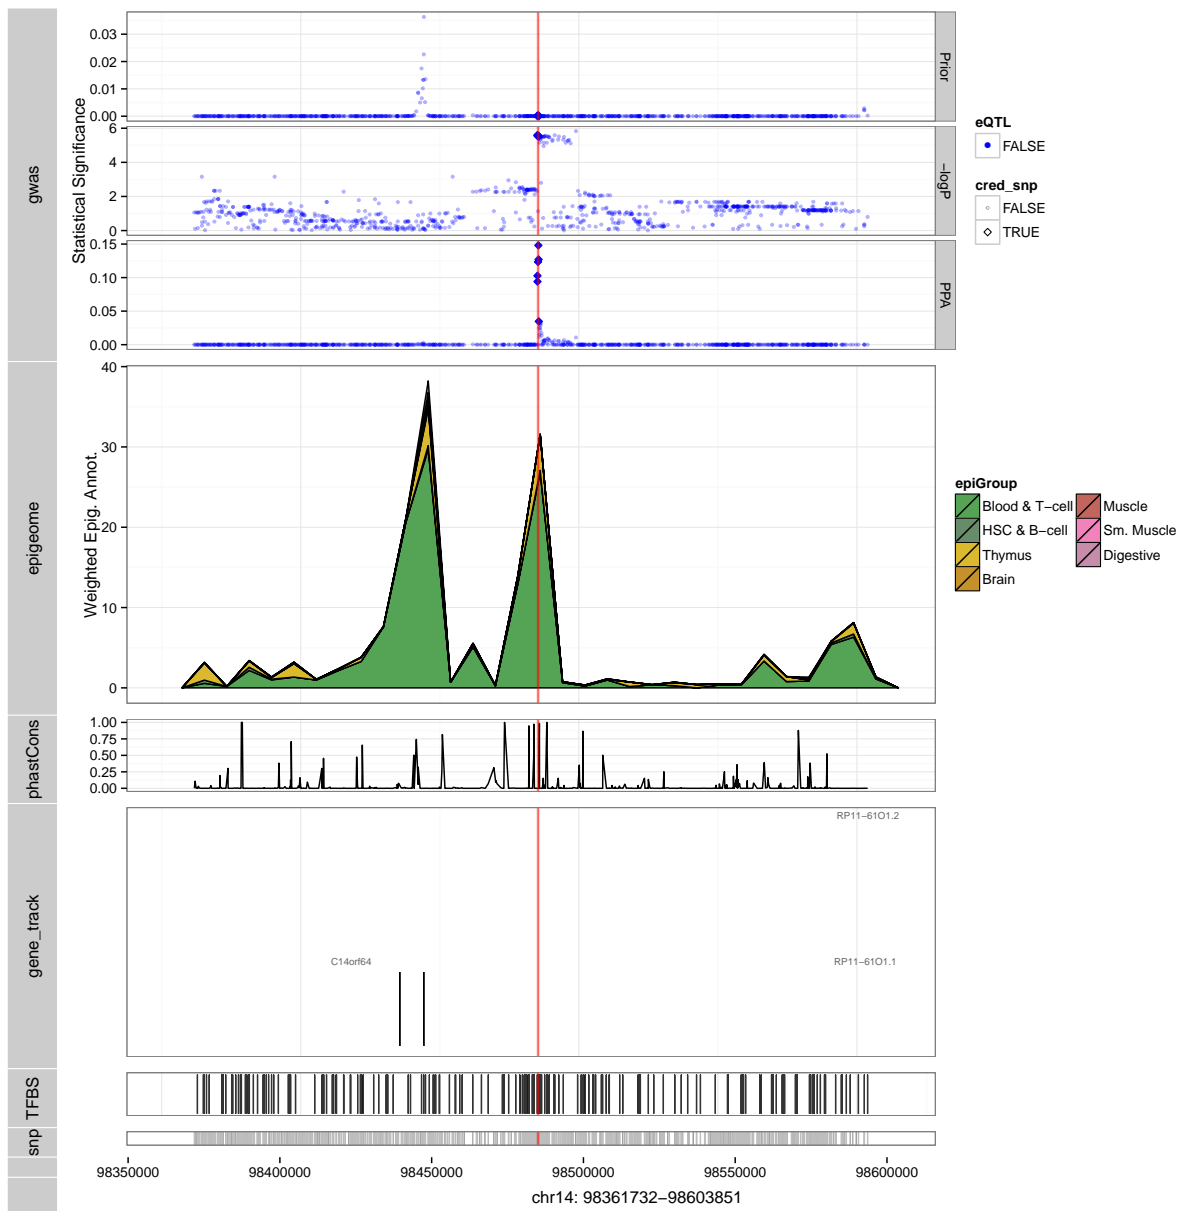 gwas
Statistical Significance
0.03
0.02
0.01
0.00
Prior
6
4
2
0
−logP
0.15
0.10
0.05
0.00
PPA
eQTL
FALSE
cred_snp
FALSE
TRUE
epigeome
Weighted Epig. Annot.
40
30
20
10
0
epiGroup
Blood & T−cell
HSC & B−cell
Thymus
Brain
Muscle
Sm. Muscle
Digestive
phastCons
1.00
0.75
0.50
0.25
0.00
gene_track
RP11−61O1.2
C14orf64
RP11−61O1.1
TFBS
snp
98350000 98400000 98450000 98500000 98550000 98600000
chr14: 98361732−98603851